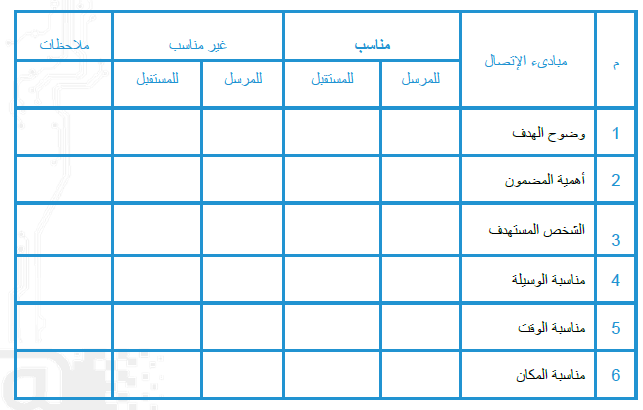 م
مبادىء الإتصال
مناسب
غير مناسب
ملاحظات
للمرسل
للمستقبل
للمرسل
للمستقبل
1 وضوح الهدف
2 أهمية المضمون
3 الشخص المستهدف
4 مناسبة الوسيلة
5 مناسبة الوقت
6 مناسبة المكان